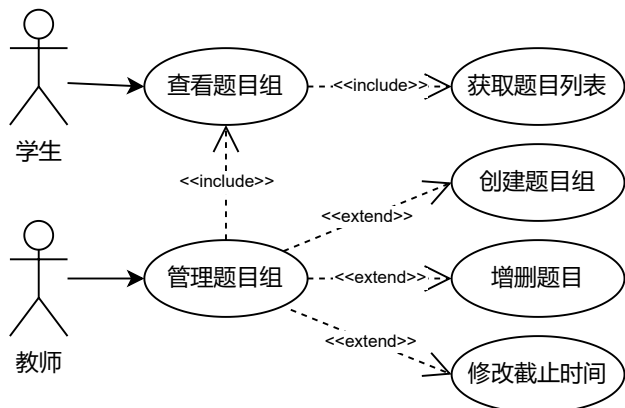 查看题目组
<<include>>
获取题目列表
学生
<<include>>
创建题目组
<<extend>>
管理题目组
<<extend>>
增删题目
<<extend>>
教师
修改截止时间